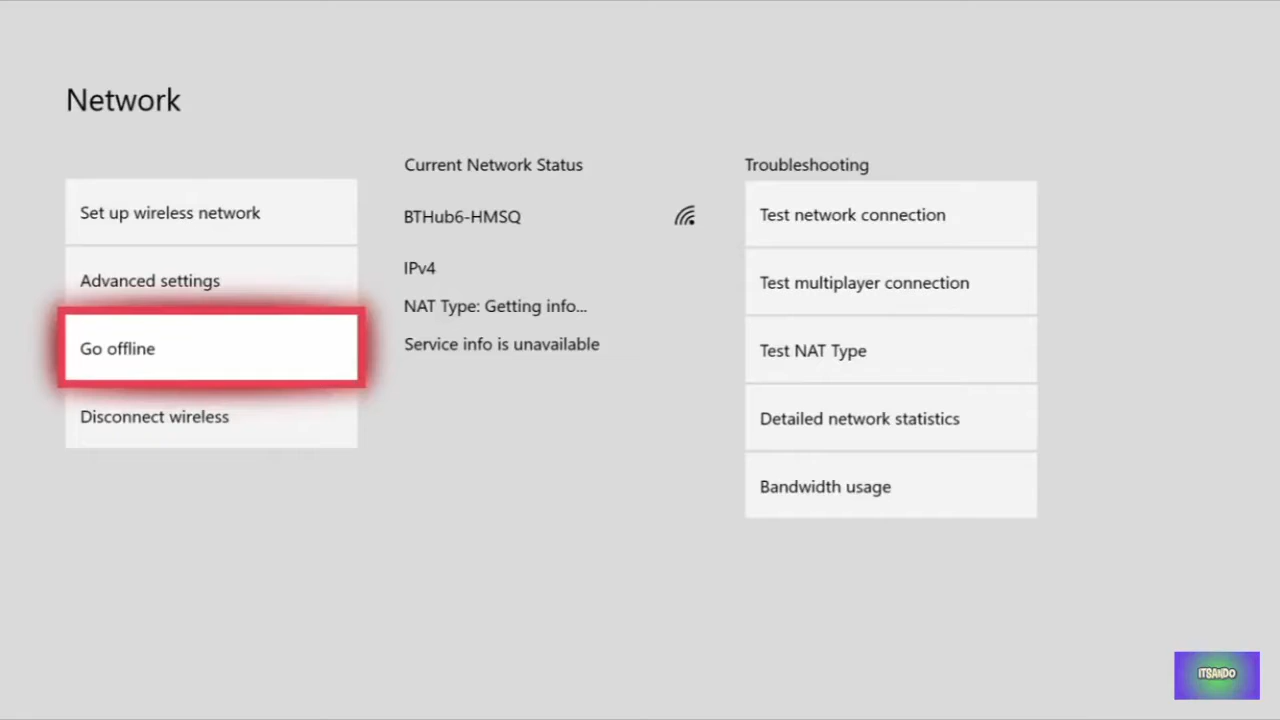 Network
Set up wireless network
Advanced settings
Go offline
Disconnect wireless
Current Network Status
BTHub6-HMSQ
IPv4
NAT Type: Getting info...
Service info is unavailable
Troubleshooting
Test network connection
Test multiplayer connection
Test NAT Type
Detailed network statistics
Bandwidth usage
ITSANDO